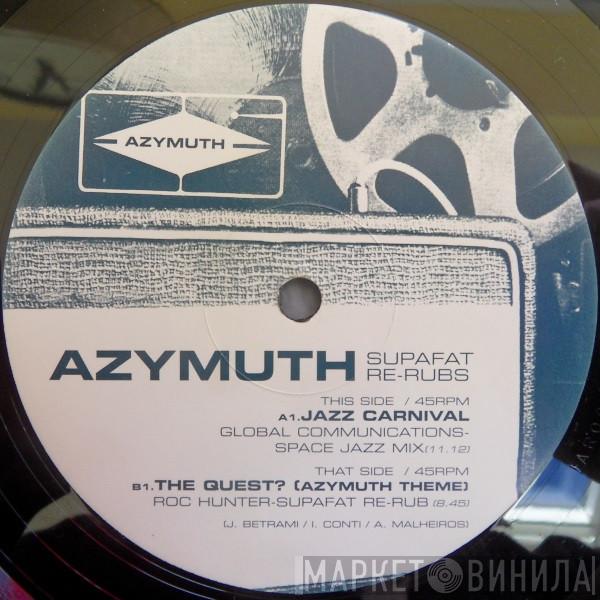 AZYMUTH
AZYMUTH SUPAFAT
RE-RUBS
THIS SIDE / 45RPM
A1.JAZZ CARNIVAL
GLOBAL COMMUNICATIONS-
SPACE JAZZ MIX(11.12)
THAT SIDE / 45RPM
B1.THE QUEST? (AZYMUTH THEME)
ROC HUNTER-SUPAFAT RE-RUB (8.45)
(J. BETRAMI / I. CONTI / A. MALHEIROS)
МАРКЕТ ВИНИЛА